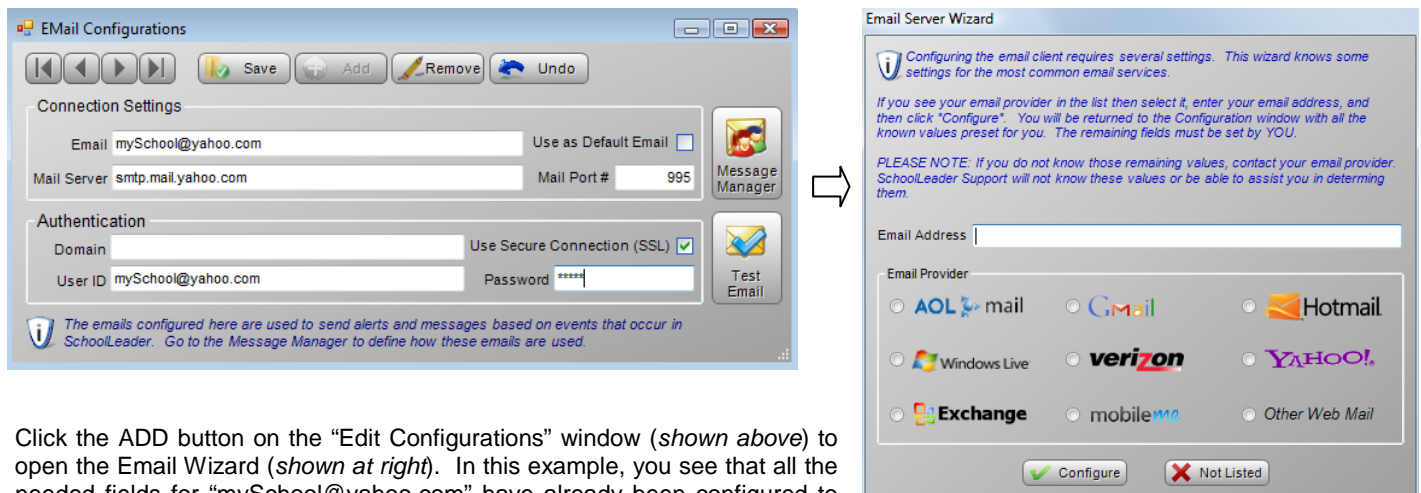 EMail Configurations
Save Add Remove Undo
Connection Settings
Email mySchool@yahoo.com Use as Default Email
Mail Server smtp.mail.yahoo.com Mail Port # 995
Message
Manager
Authentication
Domain Use Secure Connection (SSL)
User ID mySchool@yahoo.com Password *****
Test
Email
The emails configured here are used to send alerts and messages based on events that occur in
SchoolLeader. Go to the Message Manager to define how these emails are used.
Email Server Wizard
Configuring the email client requires several settings. This wizard knows some
settings for the most common email services.
If you see your email provider in the list then select it, enter your email address, and
then click "Configure". You will be returned to the Configuration window with all the
known values preset for you. The remaining fields must be set by YOU.
PLEASE NOTE: If you do not know those remaining values, contact your email provider.
SchoolLeader Support will not know these values or be able to assist you in determing
them.
Email Address
Email Provider
AOL mail GMail Hotmail
Windows Live verizon YAHOO!
Exchange mobileme Other Web Mail
Configure Not Listed
Click the ADD button on the “Edit Configurations” window (shown above) to
open the Email Wizard (shown at right). In this example, you see that all the
needed fields for “mySchool@yahoo.com” have already been configured to